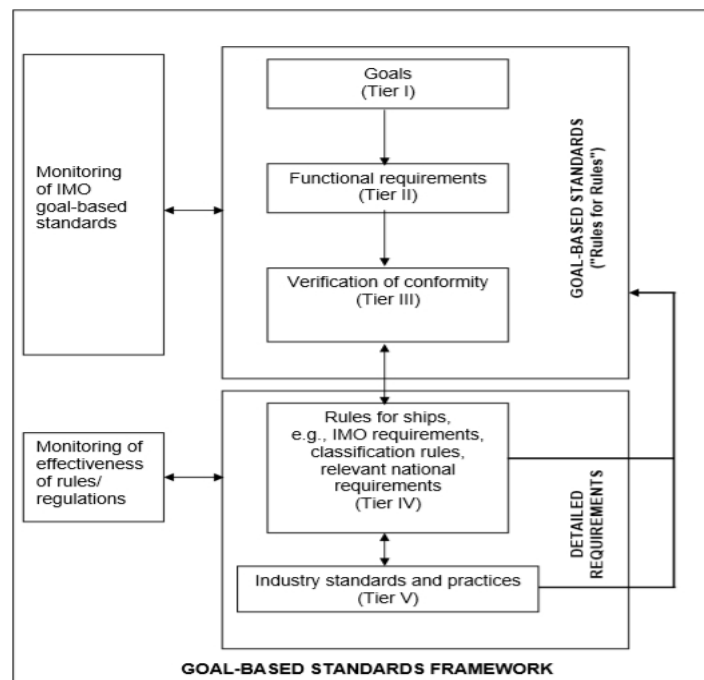 Goals
(Tier I)
Monitoring
of IMO
goal-based
standards
Functional requirements
(Tier II)
Verification of conformity
(Tier III)
GOAL-BASED STANDARDS
("Rules for Rules")
Monitoring of
effectiveness
of rules/
regulations
Rules for ships,
e.g., IMO requirements,
classification rules,
relevant national
requirements
(Tier IV)
Industry standards and practices
(Tier V)
DETAILED
REQUIREMENTS
GOAL-BASED STANDARDS FRAMEWORK